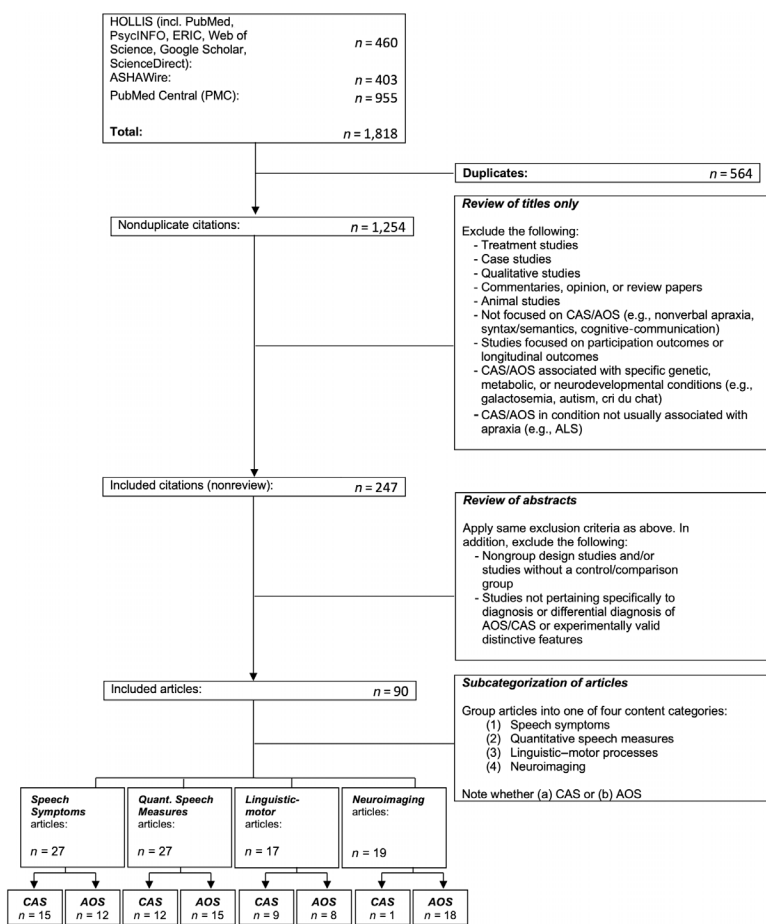 HOLLIS (incl. PubMed,
PsycINFO, ERIC, Web of
Science, Google Scholar,
ScienceDirect): n = 460
ASHAWire: n = 403
PubMed Central (PMC): n = 955
Total: n = 1,818
Duplicates: n = 564
Nonduplicate citations: n = 1,254
Review of titles only
Exclude the following:
- Treatment studies
- Case studies
- Qualitative studies
- Commentaries, opinion, or review papers
- Animal studies
- Not focused on CAS/AOS (e.g., nonverbal apraxia,
syntax/semantics, cognitive-communication)
- Studies focused on participation outcomes or
longitudinal outcomes
- CAS/AOS associated with specific genetic,
metabolic, or neurodevelopmental conditions (e.g.,
galactosemia, autism, cri du chat)
- CAS/AOS in condition not usually associated with
apraxia (e.g., ALS)
Included citations (nonreview): n = 247
Review of abstracts
Apply same exclusion criteria as above. In
addition, exclude the following:
- Nongroup design studies and/or
studies without a control/comparison
group
- Studies not pertaining specifically to
diagnosis or differential diagnosis of
AOS/CAS or experimentally valid
distinctive features
Included articles: n = 90
Subcategorization of articles
Group articles into one of four content categories:
(1) Speech symptoms
(2) Quantitative speech measures
(3) Linguistic–motor processes
(4) Neuroimaging
Note whether (a) CAS or (b) AOS
Speech
Symptoms
articles:
n = 27
Quant. Speech
Measures
articles:
n = 27
Linguistic-
motor
articles:
n = 17
Neuroimaging
articles:
n = 19
CAS
n = 15
AOS
n = 12
CAS
n = 12
AOS
n = 15
CAS
n = 9
AOS
n = 8
CAS
n = 1
AOS
n = 18